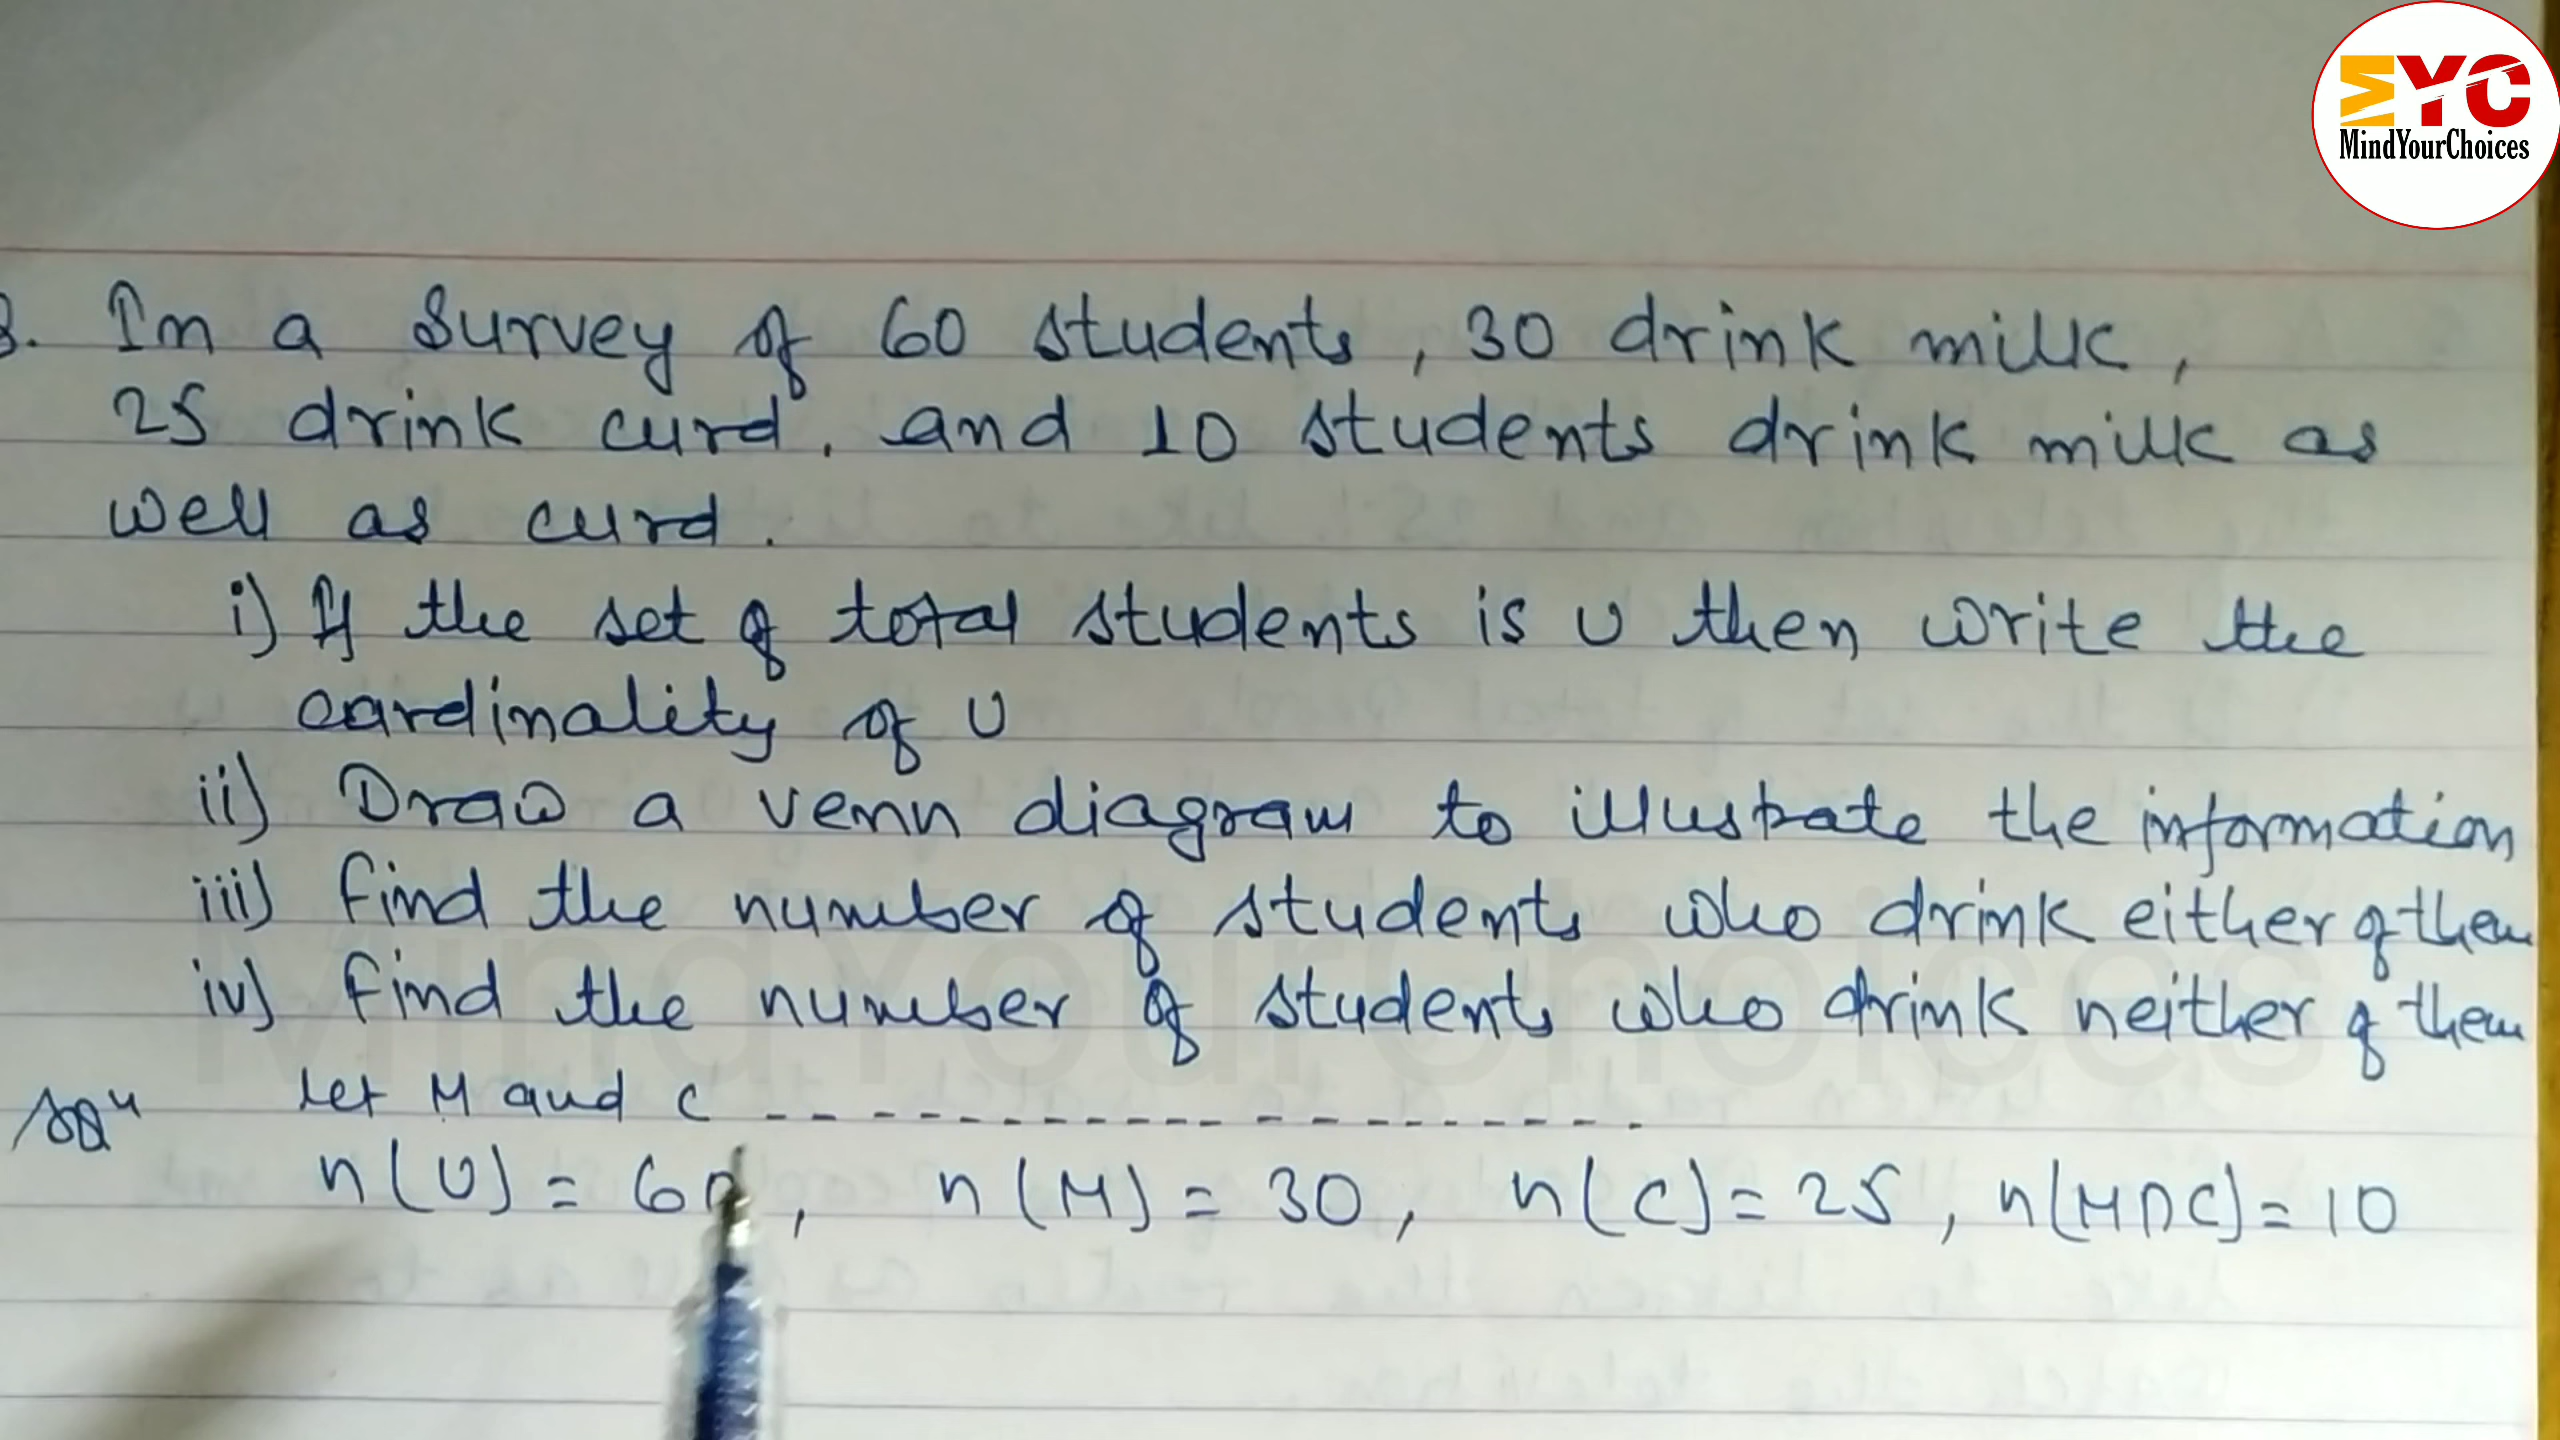 MYC
MindYourChoices
3. In a survey of 60 students, 30 drink milk,
25 drink curd. and 10 students drink milk as
well as curd.
i) If the set of total students is U then write the
cardinality of U
ii) Draw a venn diagram to illustrate the information
iii) find the number of students who drink either of them
iv) find the number of students who drink neither of them
MindYourChoices
Solⁿ let M and C --------------------
n(U) = 60, n(M) = 30, n(C) = 25, n(M∩C) = 10